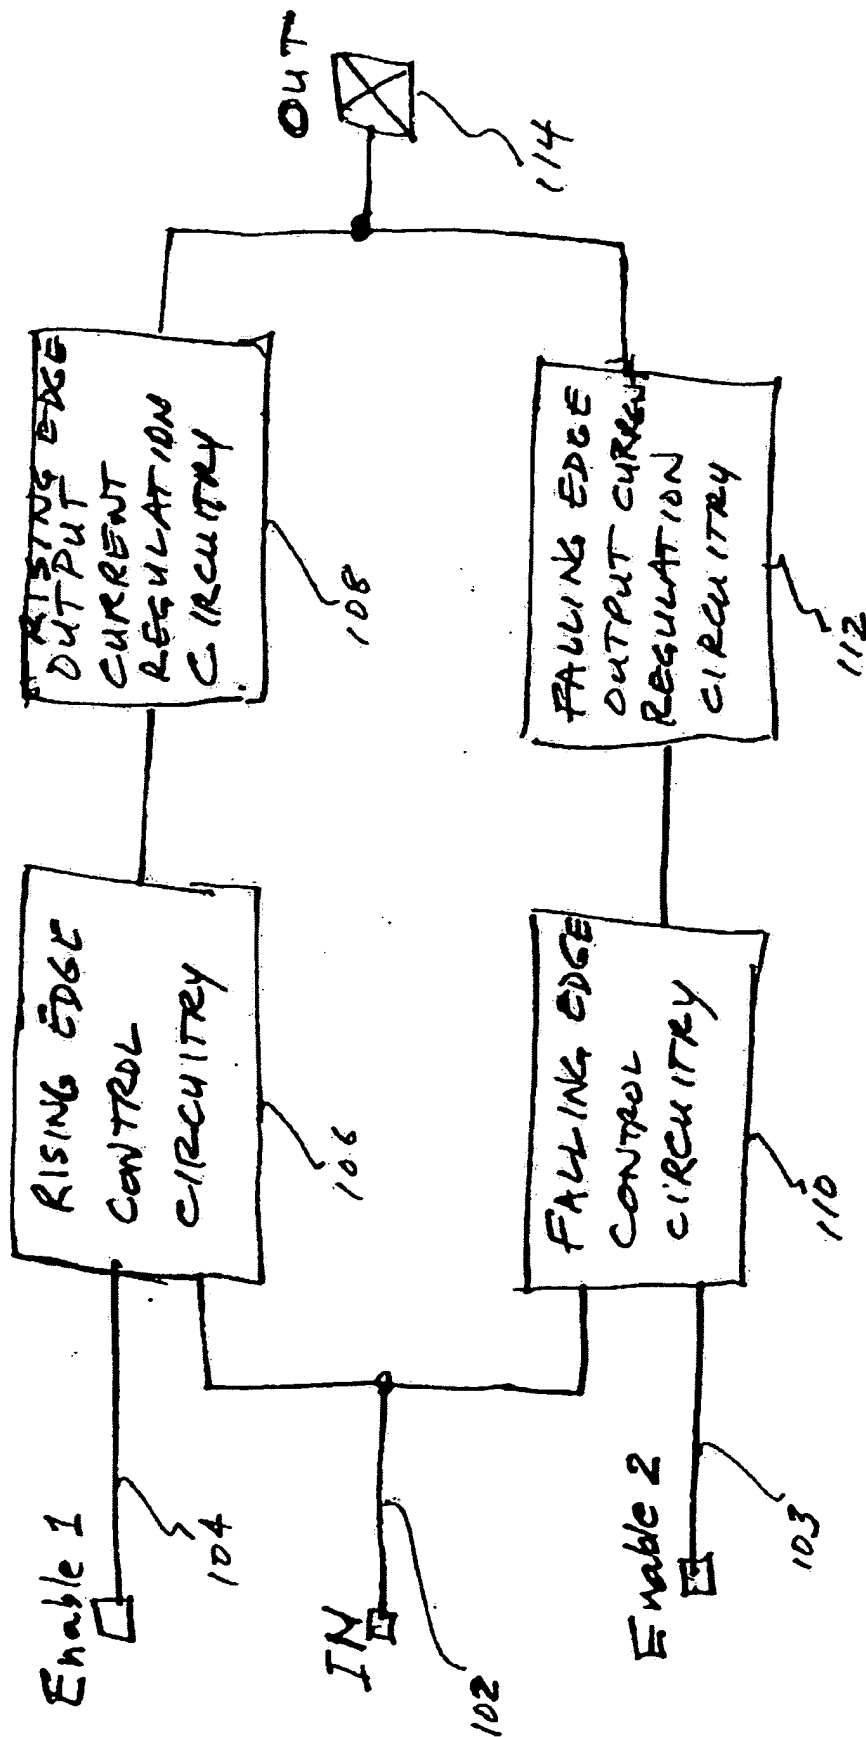 Enable 1
104
RISING EDGE
CONTROL
CIRCUITRY
106
RISING EDGE
OUTPUT
CURRENT
REGULATION
CIRCUITRY
108
IN
102
OUT
114
Enable 2
103
FALLING EDGE
CONTROL
CIRCUITRY
110
FALLING EDGE
OUTPUT CURRENT
REGULATION
CIRCUITRY
112